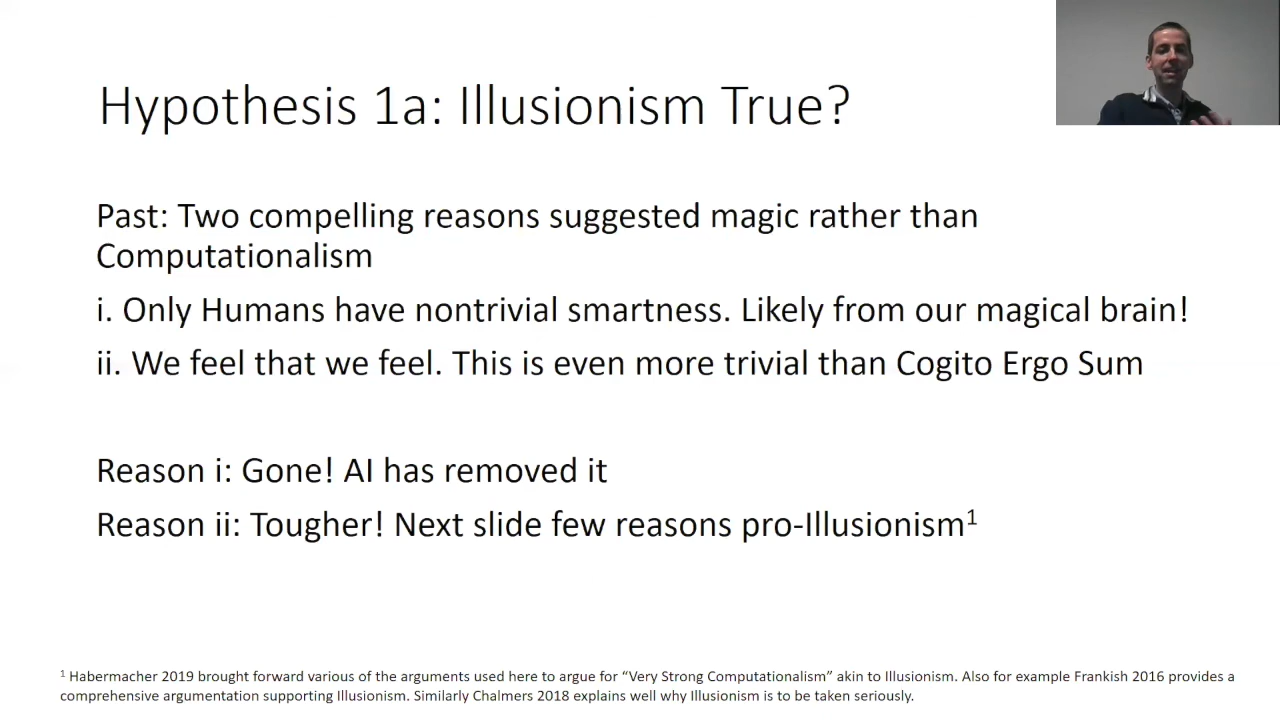 Hypothesis 1a: Illusionism True?
Past: Two compelling reasons suggested magic rather than
Computationalism
i. Only Humans have nontrivial smartness. Likely from our magical brain!
ii. We feel that we feel. This is even more trivial than Cogito Ergo Sum
Reason i: Gone! AI has removed it
Reason ii: Tougher! Next slide few reasons pro-Illusionism¹
¹ Habermacher 2019 brought forward various of the arguments used here to argue for “Very Strong Computationalism” akin to Illusionism. Also for example Frankish 2016 provides a
comprehensive argumentation supporting Illusionism. Similarly Chalmers 2018 explains well why Illusionism is to be taken seriously.